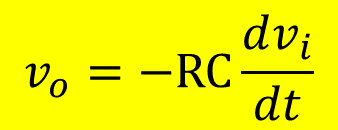 v_o = −RC dv_i/dt